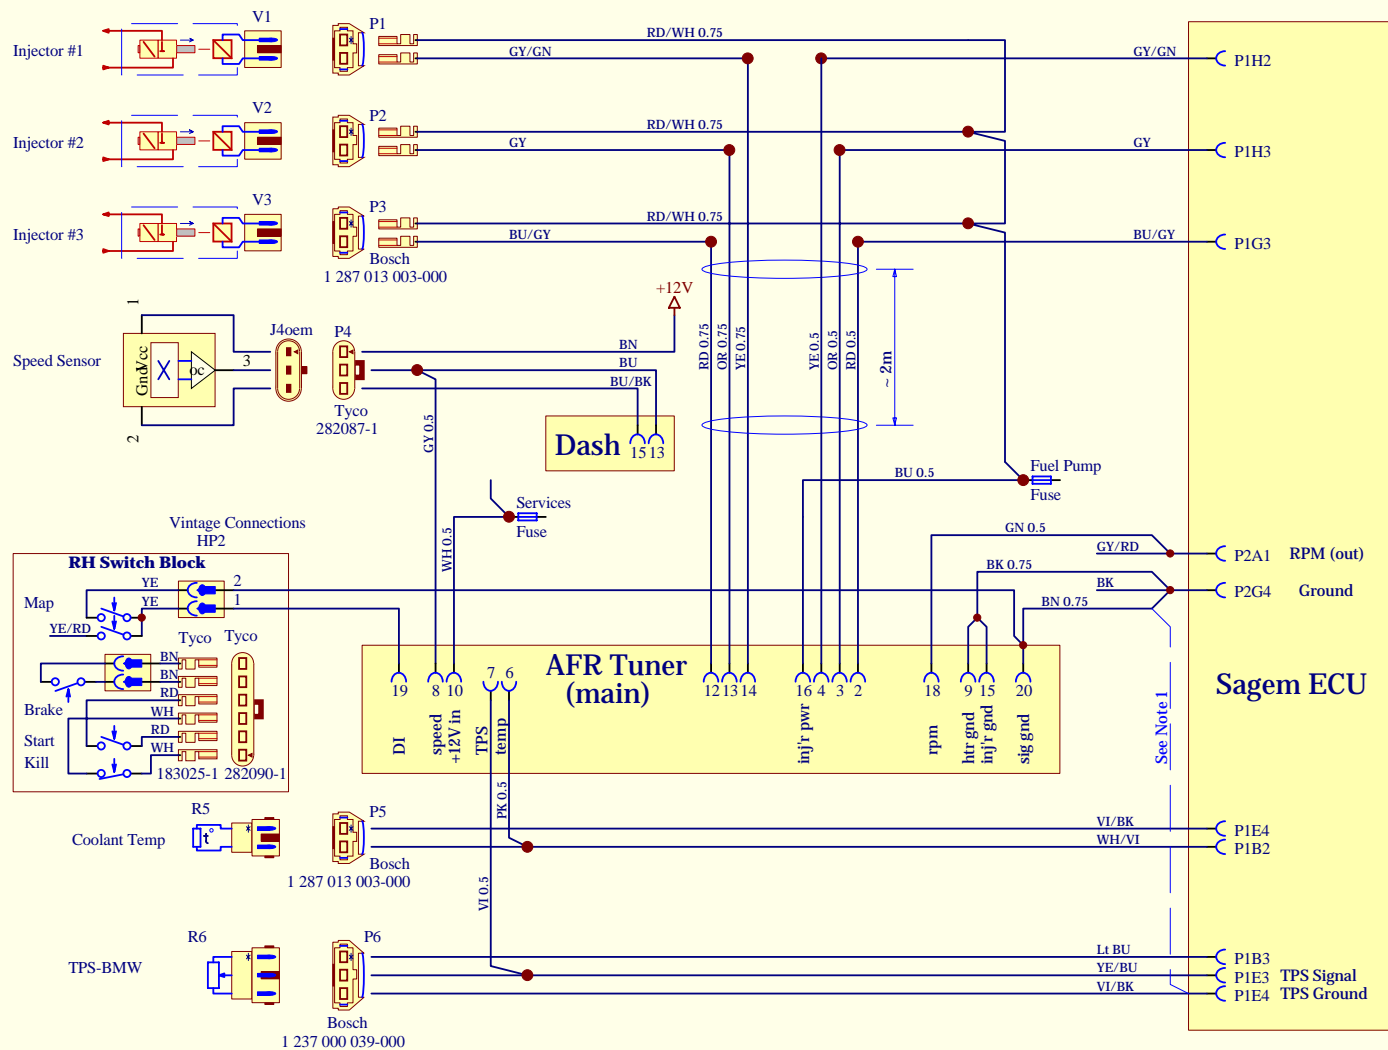 V1
P1
RD/WH 0.75
Injector #1
GY/GN
GY/GN
P1H2
V2
P2
RD/WH 0.75
Injector #2
GY
GY
P1H3
V3
P3
RD/WH 0.75
Injector #3
BU/GY
BU/GY
P1G3
Bosch
1 287 013 003-000
+12V
1
J4oem
P4
BN
Speed Sensor
Vcc
Gnd
oc
3
BU
BU/BK
2
Tyco
282087-1
GY 0.5
Dash
15 13
RD 0.75
OR 0.75
YE 0.75
YE 0.5
OR 0.5
RD 0.5
~ 2m
BU 0.5
Fuel Pump
Fuse
Services
Fuse
WH 0.5
Vintage Connections
HP2
GN 0.5
GY/RD
P2A1 RPM (out)
RH Switch Block
BK 0.75
YE
2
BK
P2G4 Ground
Map
YE
1
BN 0.75
YE/RD
Tyco
Tyco
BN
BN
RD
Brake
WH
Start
RD
Kill
WH
183025-1
282090-1
AFR Tuner
(main)
7 6
19
8
10
12 13 14
16
4
3
2
18
9
15
20
DI
speed
+12V in
TPS
temp
inj'r pwr
rpm
htr gnd
inj'r gnd
sig gnd
Sagem ECU
See Note 1
PK 0.5
VI 0.5
R5
P5
Coolant Temp
t°
VI/BK
P1E4
WH/VI
P1B2
Bosch
1 287 013 003-000
R6
P6
TPS-BMW
Lt BU
P1B3
YE/BU
P1E3 TPS Signal
VI/BK
P1E4 TPS Ground
Bosch
1 237 000 039-000